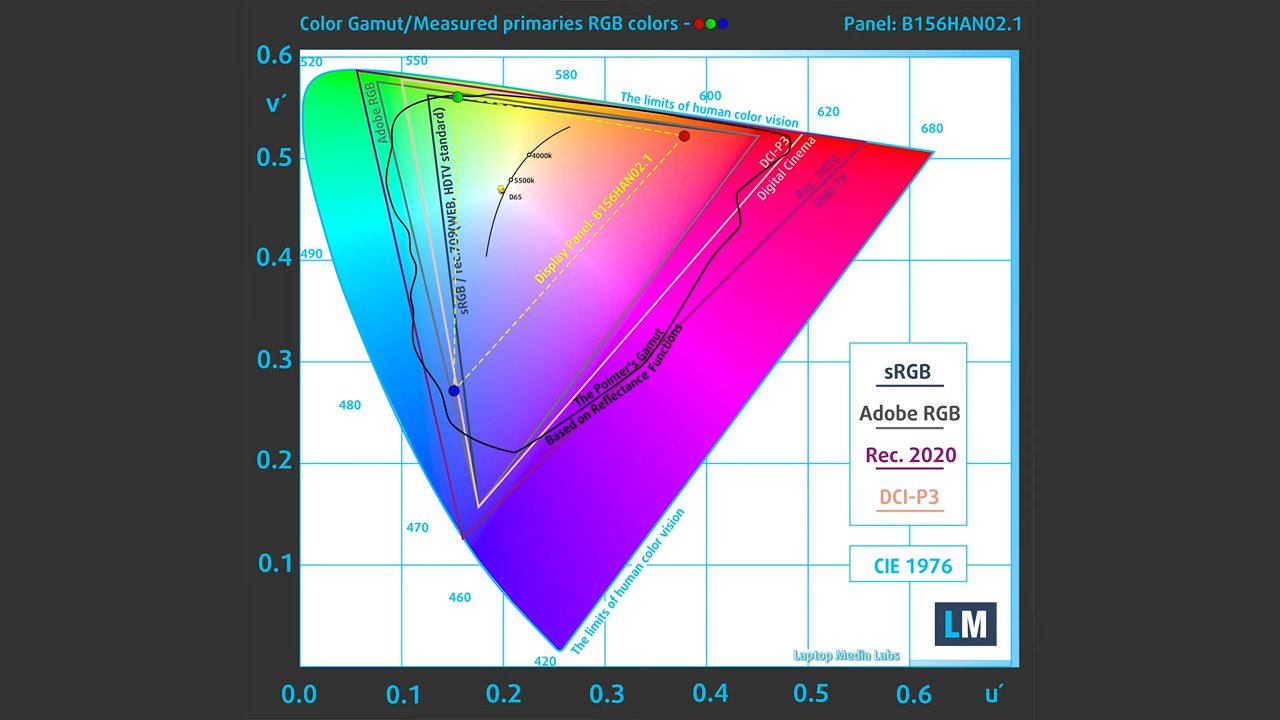 Color Gamut/Measured primaries RGB colors -
Panel: B156HAN02.1
0.6
v´
0.5
0.4
0.3
0.2
0.1
520
550
580
600
620
680
490
480
470
460
420
The limits of human color vision
Adobe RGB
sRGB / rec.709(WEB, HDTV standard)
4000k
5500k
D65
Display Panel: B156HAN02.1
DCI-P3
Digital Cinema
Rec. 2020
UHD-TV
The Pointer's Gamut
Based on Reflectance Functions
The limits of human color vision
sRGB
Adobe RGB
Rec. 2020
DCI-P3
CIE 1976
LM
Laptop Media Labs
0.0
0.1
0.2
0.3
0.4
0.5
0.6
u´